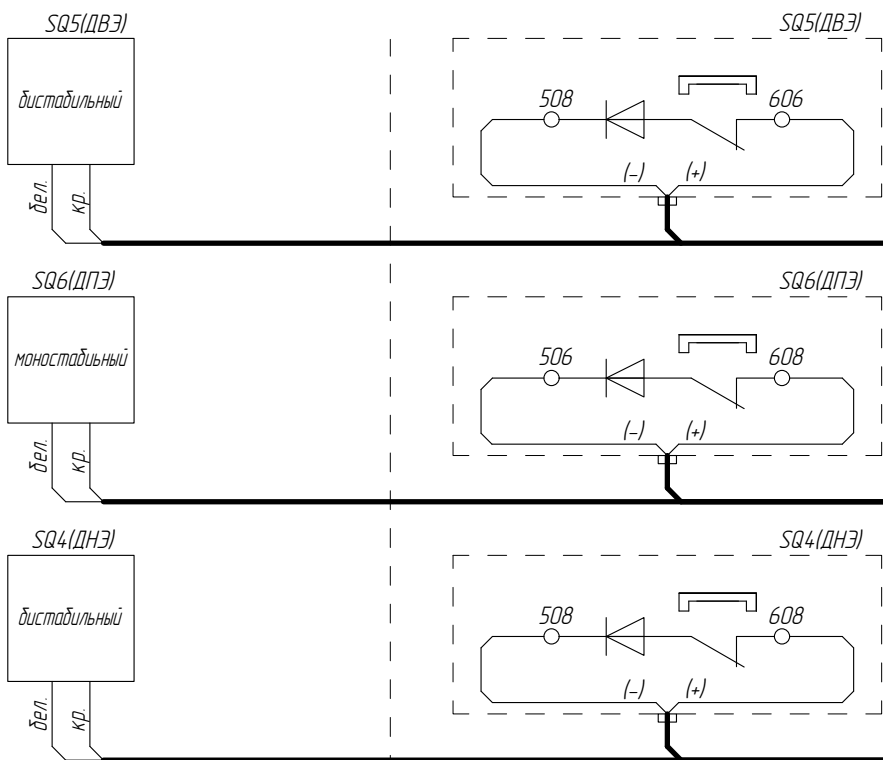 SQ5(ДВЭ)
SQ5(ДВЭ)
бистабильный
508
606
бел.
кр.
(-)
(+)
SQ6(ДПЭ)
SQ6(ДПЭ)
моностабиьный
506
608
бел.
кр.
(-)
(+)
SQ4(ДНЭ)
SQ4(ДНЭ)
бистабильный
508
608
бел.
кр.
(-)
(+)